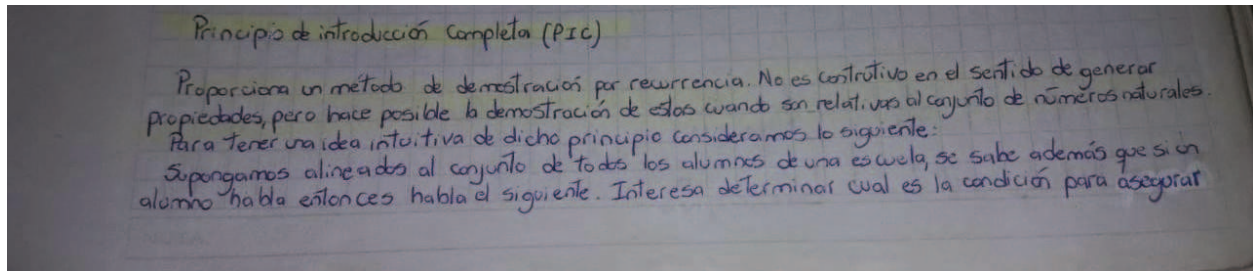 Principio de introducción Completa (PIC)
Proporciona un método de demostración por recurrencia. No es contrutivo en el sentido de generar
propiedades, pero hace posible la demostración de estas cuando son relativas al conjunto de números naturales.
Para tener una idea intuitiva de dicho principio consideramos lo siguiente:
Supongamos alineados al conjunto de todos los alumnos de una escuela, se sabe además que si un
alumno habla entonces habla el siguiente. Interesa determinar cual es la condición para asegurar